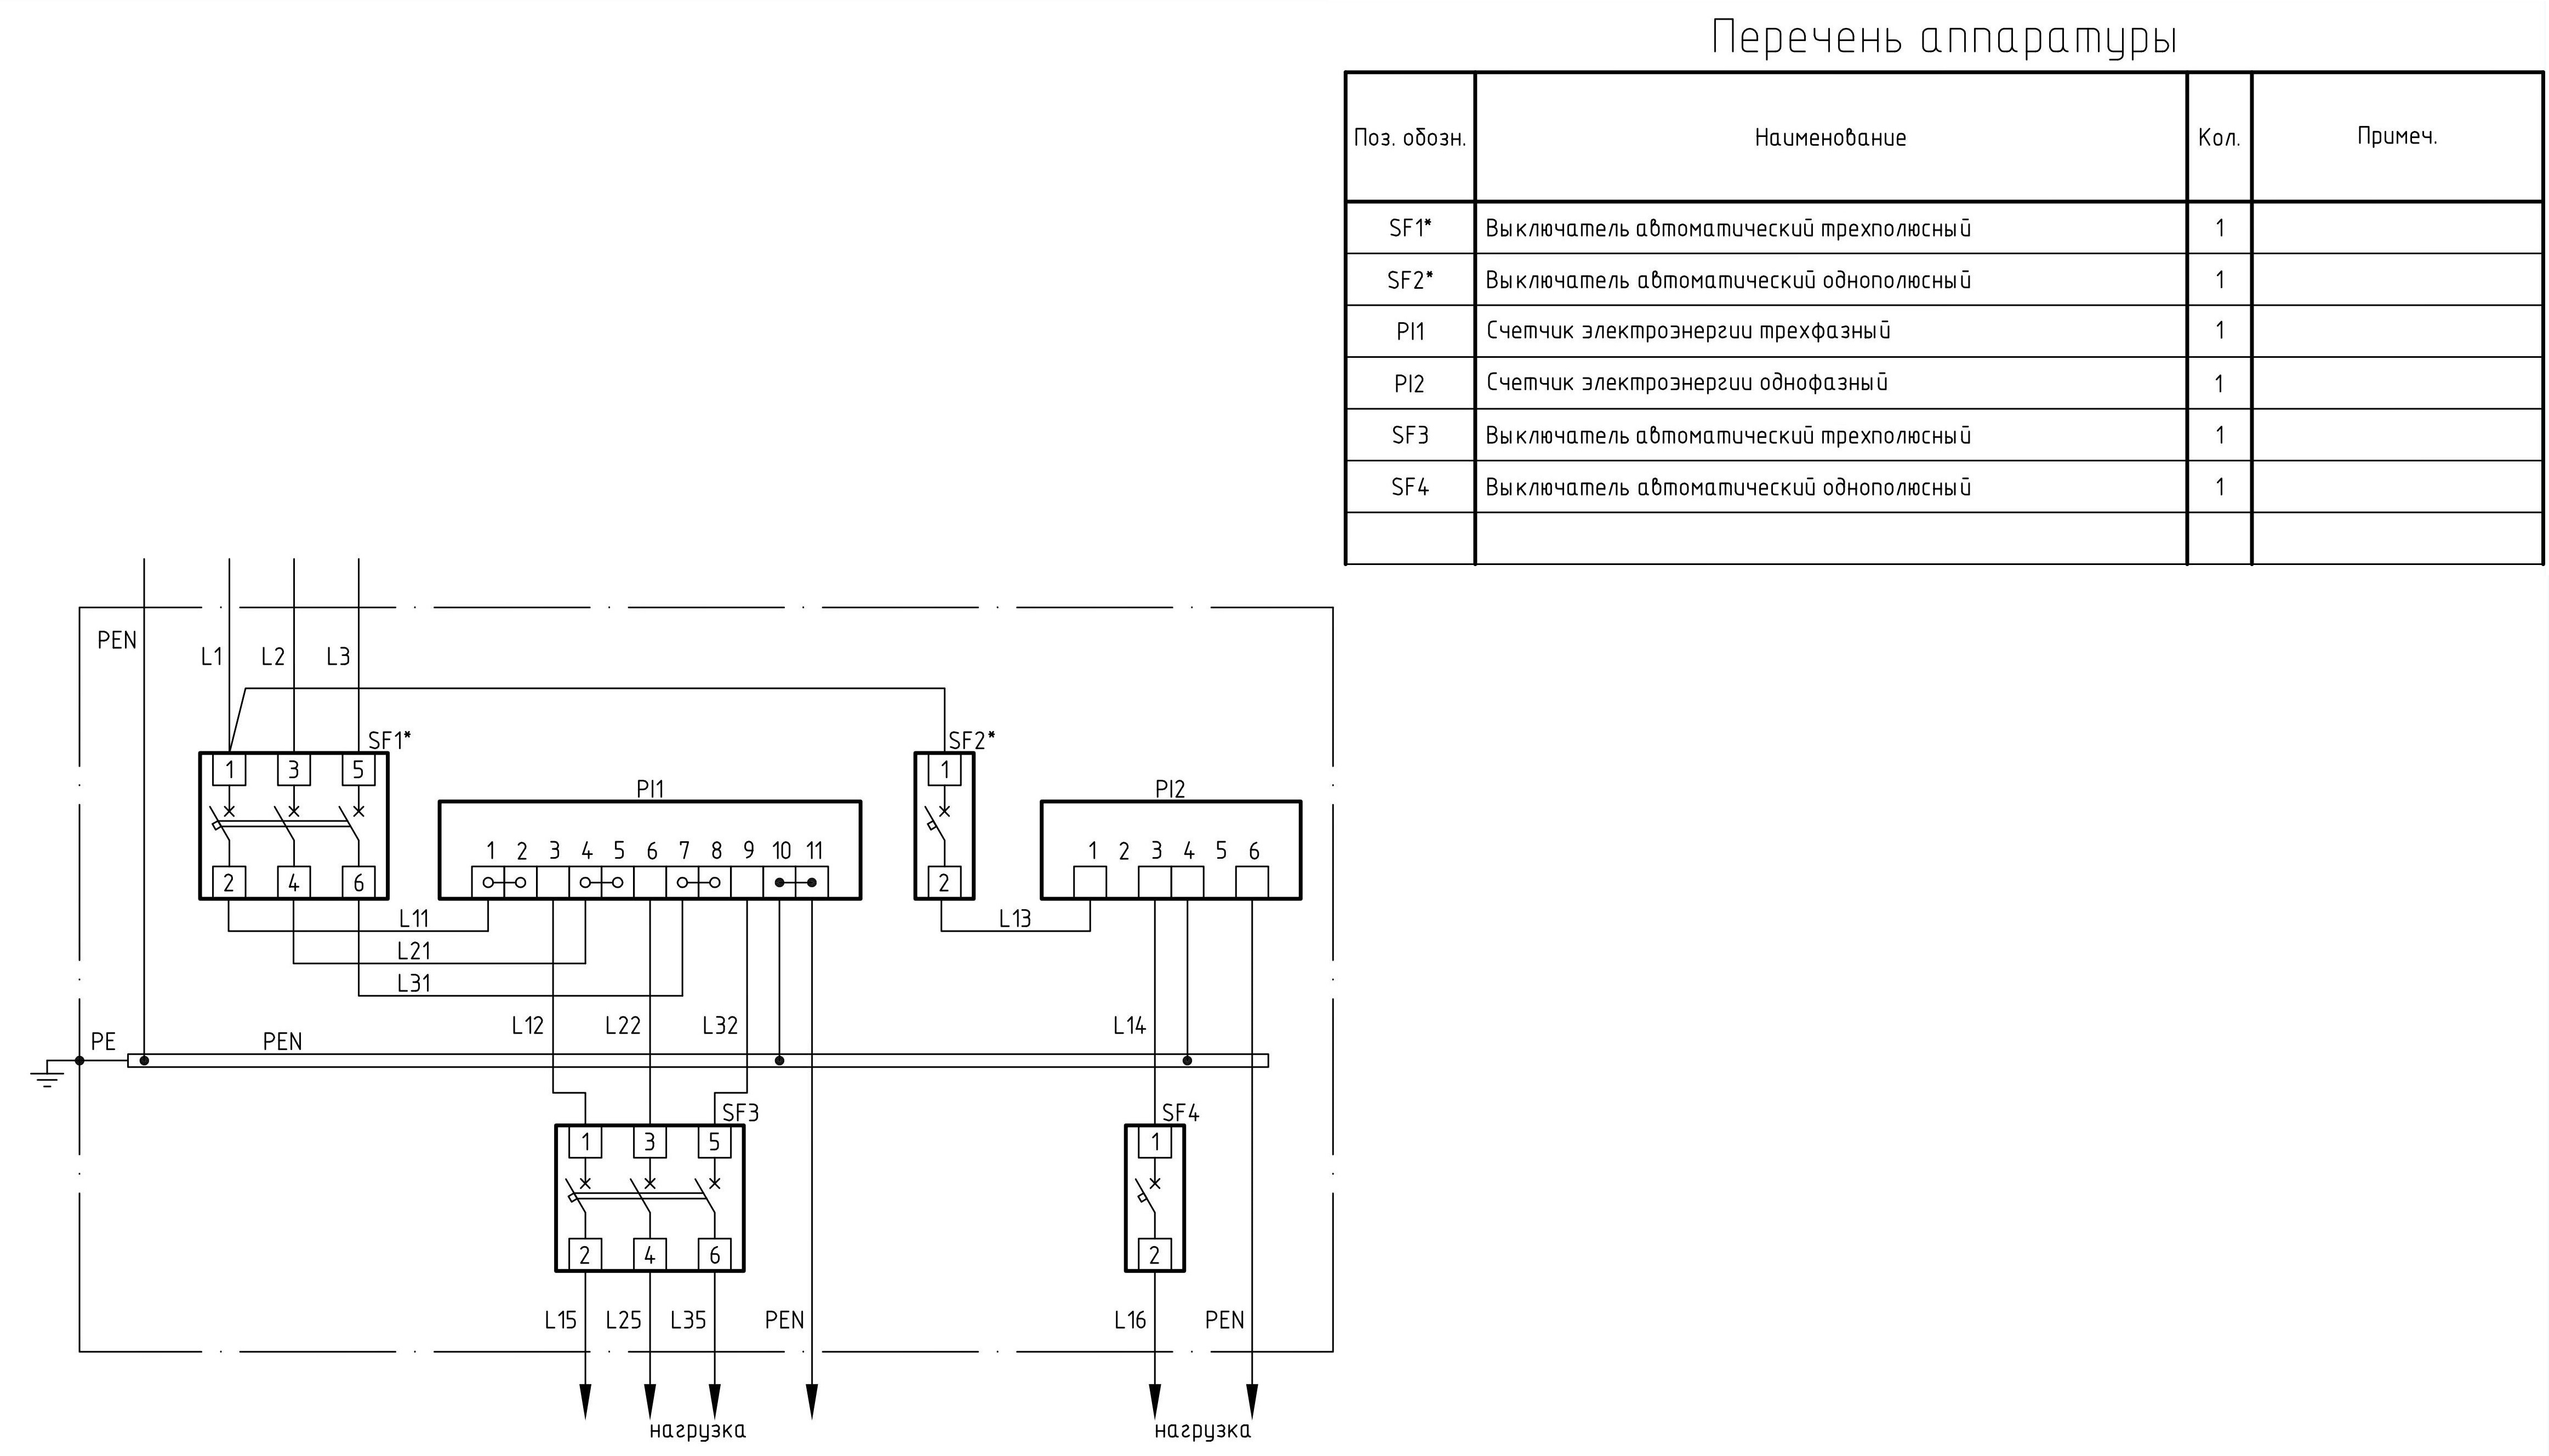 Перечень аппаратуры
Поз. обозн. Наименование Кол. Примеч.
SF1* Выключатель автоматический трехполюсный 1
SF2* Выключатель автоматический однополюсный 1
PI1 Счетчик электроэнергии трехфазный 1
PI2 Счетчик электроэнергии однофазный 1
SF3 Выключатель автоматический трехполюсный 1
SF4 Выключатель автоматический однополюсный 1
PEN
L1 L2 L3
SF1* SF2*
1 3 5 1
PI1 PI2
1 2 3 4 5 6 7 8 9 10 11 1 2 3 4 5 6
2 4 6 2
L11 L13
L21
L31
L12 L22 L32 L14
PE PEN
SF3 SF4
1 3 5 1
2 4 6 2
L15 L25 L35 PEN L16 PEN
нагрузка нагрузка